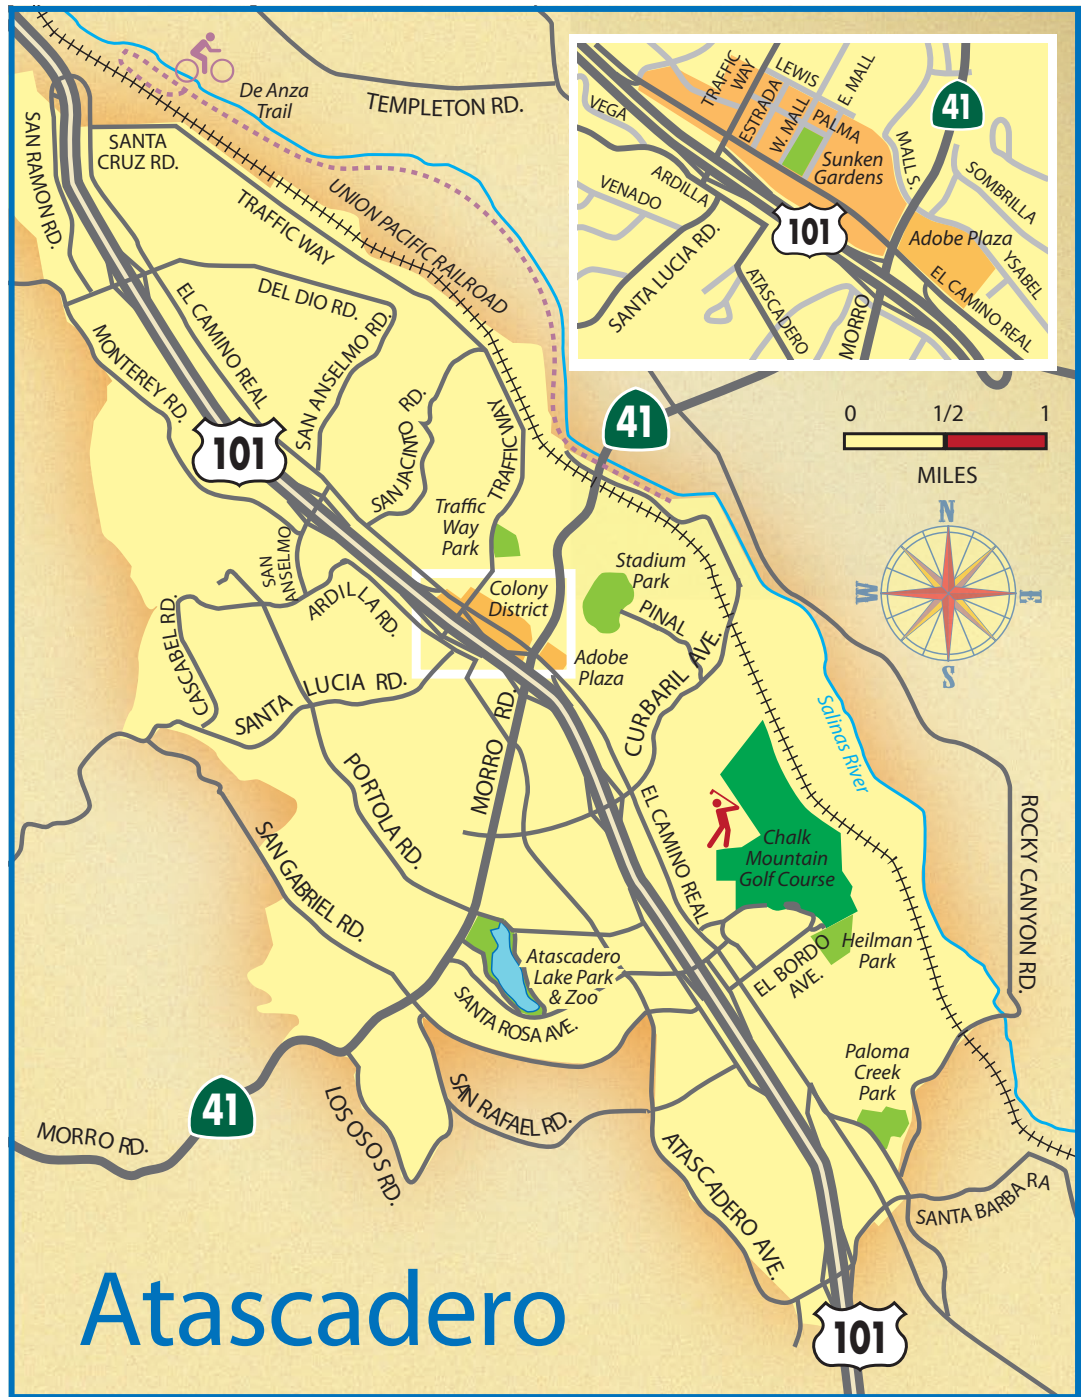 De Anza
Trail
TEMPLETON RD.
SAN RAMON RD.
SANTA
CRUZ RD.
TRAFFIC WAY
UNION PACIFIC RAILROAD
DEL DIO RD.
EL CAMINO REAL
SAN ANSELMO RD.
MONTEREY RD.
101
SAN JACINTO RD.
TRAFFIC WAY
41
Traffic
Way
Park
SAN
ANSELMO
ARDILLA RD.
Colony
District
Stadium
Park
PINAL
Adobe
Plaza
CURBARIL AVE.
CASCABEL RD.
SANTA LUCIA RD.
MORRO RD.
PORTOLA RD.
SAN GABRIEL RD.
EL CAMINO REAL
Salinas River
Chalk
Mountain
Golf Course
ROCKY CANYON RD.
Heilman
Park
EL BORDO
AVE.
Atascadero
Lake Park
& Zoo
SANTA ROSA AVE.
Paloma
Creek
Park
SAN RAFAEL RD.
LOS OSOS RD.
41
MORRO RD.
ATASCADERO AVE.
SANTA BARBARA
101
Atascadero
TRAFFIC
WAY
LEWIS
E. MALL
ESTRADA
W. MALL
PALMA
41
VEGA
Sunken
Gardens
MALL S.
SOMBRILLA
ARDILLA
VENADO
101
Adobe Plaza
YSABEL
SANTA LUCIA RD.
ATASCADERO
MORRO
EL CAMINO REAL
0 1/2 1
MILES
N
W E
S